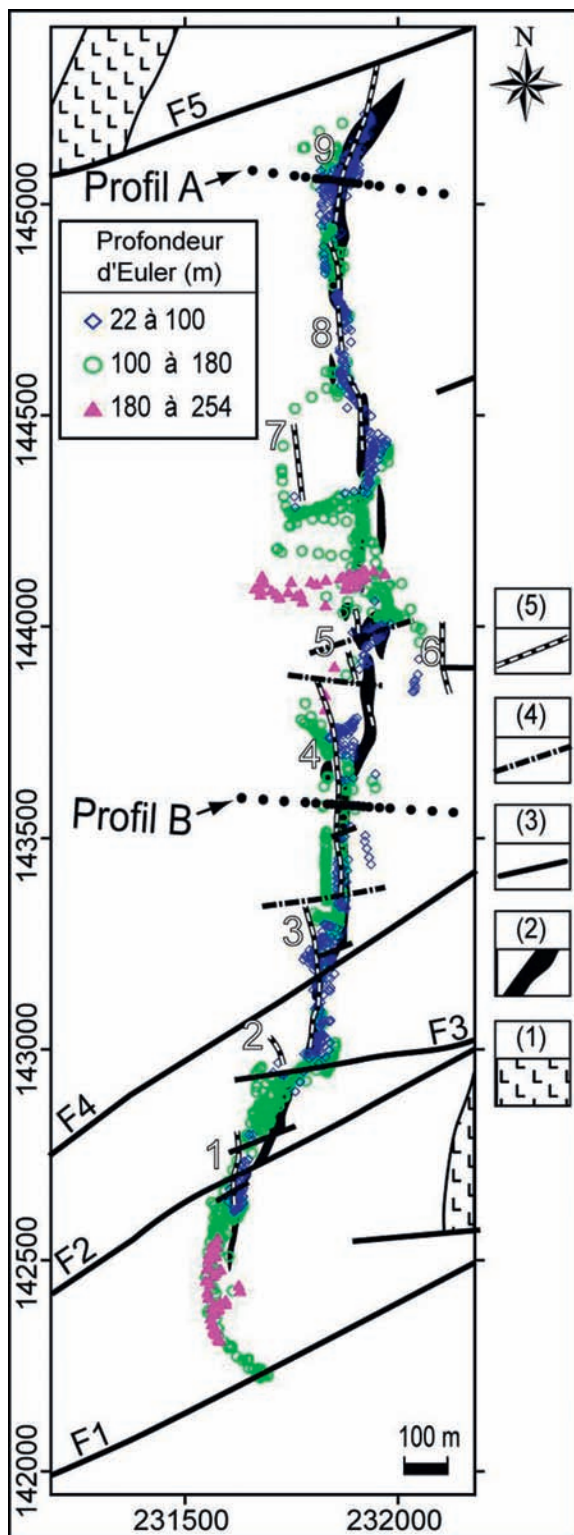 N
F5
9
Profil A
145000
Profondeur
d'Euler (m)
22 à 100
100 à 180
180 à 254
8
144500
7
144000
5
6
(5)
(4)
4
Profil B
143500
(3)
3
(2)
143000
2
F3
(1)
F4
1
F2
142500
F1
100 m
142000
231500
232000